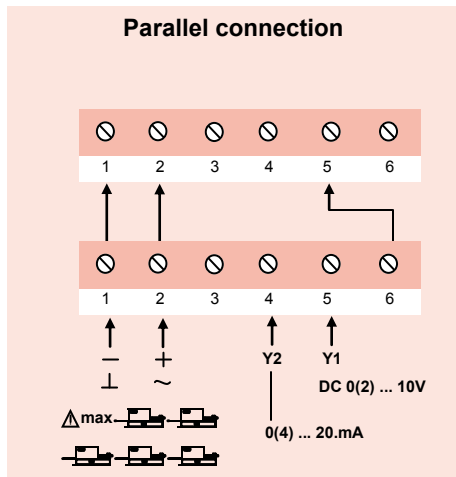 Parallel connection
1 2 3 4 5 6
1 2 3 4 5 6
− + Y2 Y1
⊥ ~ DC 0(2) ... 10V
max.
0(4) ... 20.mA